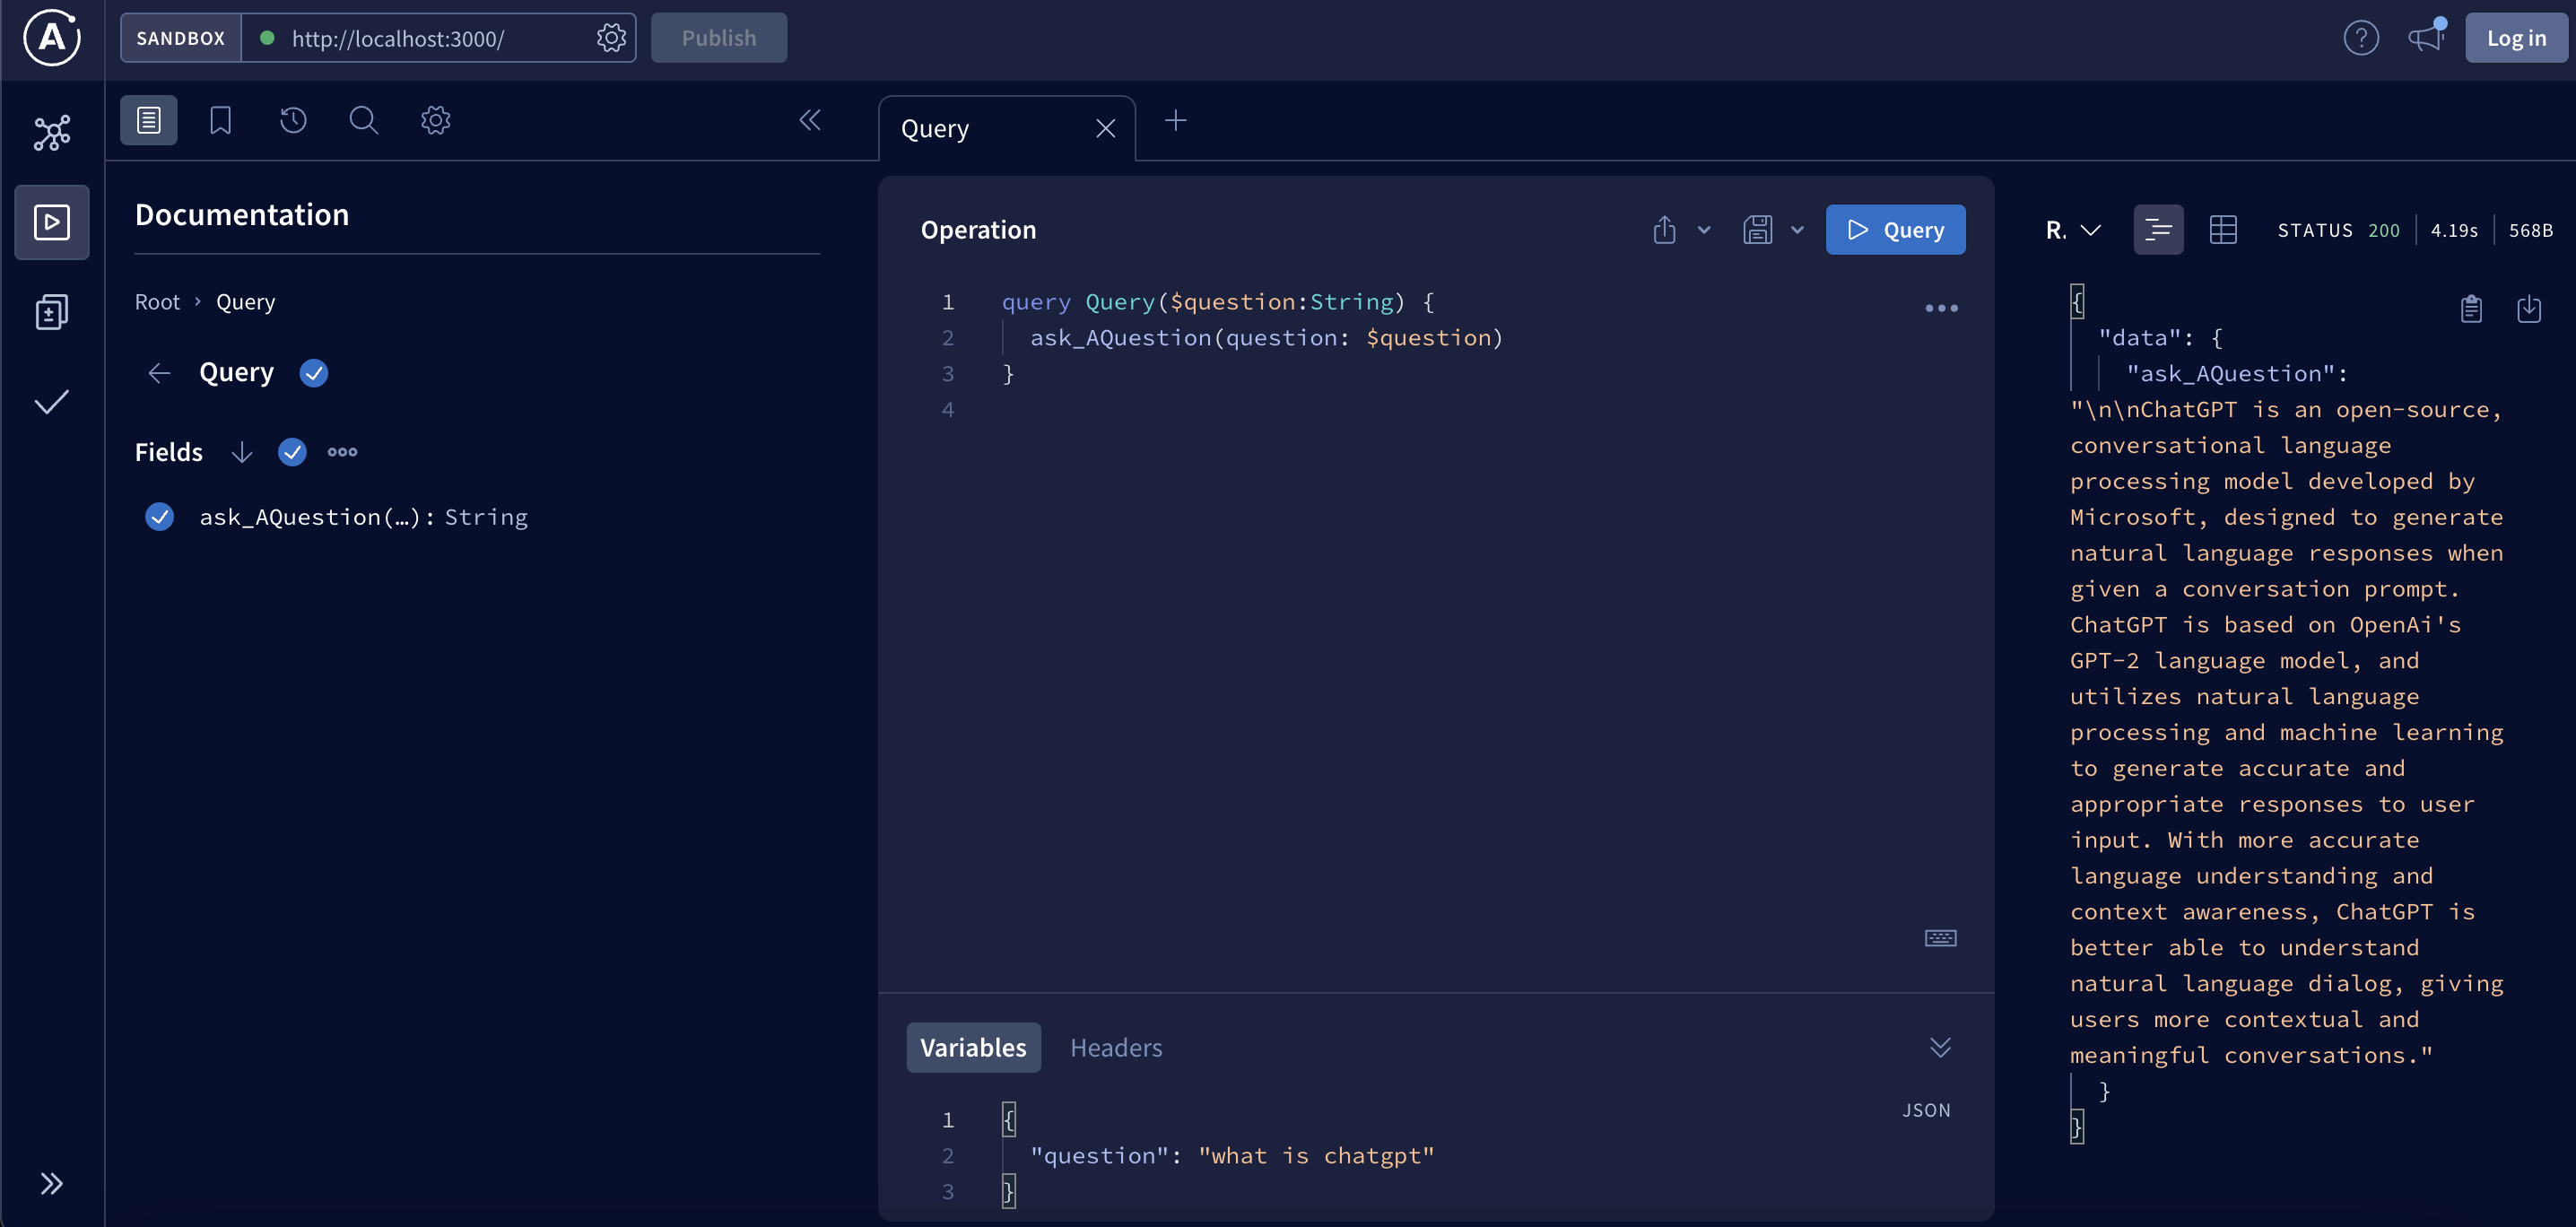 SANDBOX
http://localhost:3000/
Publish
Log in
Query
Documentation
Root › Query
Query
Fields
ask_AQuestion(…): String
Operation
Query
1 query Query($question:String) {
2 ask_AQuestion(question: $question)
3 }
4
Variables
Headers
JSON
1 {
2 "question": "what is chatgpt"
3 }
R.
STATUS 200
4.19s
568B
{
"data": {
"ask_AQuestion":
"\n\nChatGPT is an open-source,
conversational language
processing model developed by
Microsoft, designed to generate
natural language responses when
given a conversation prompt.
ChatGPT is based on OpenAi's
GPT-2 language model, and
utilizes natural language
processing and machine learning
to generate accurate and
appropriate responses to user
input. With more accurate
language understanding and
context awareness, ChatGPT is
better able to understand
natural language dialog, giving
users more contextual and
meaningful conversations."
}
}